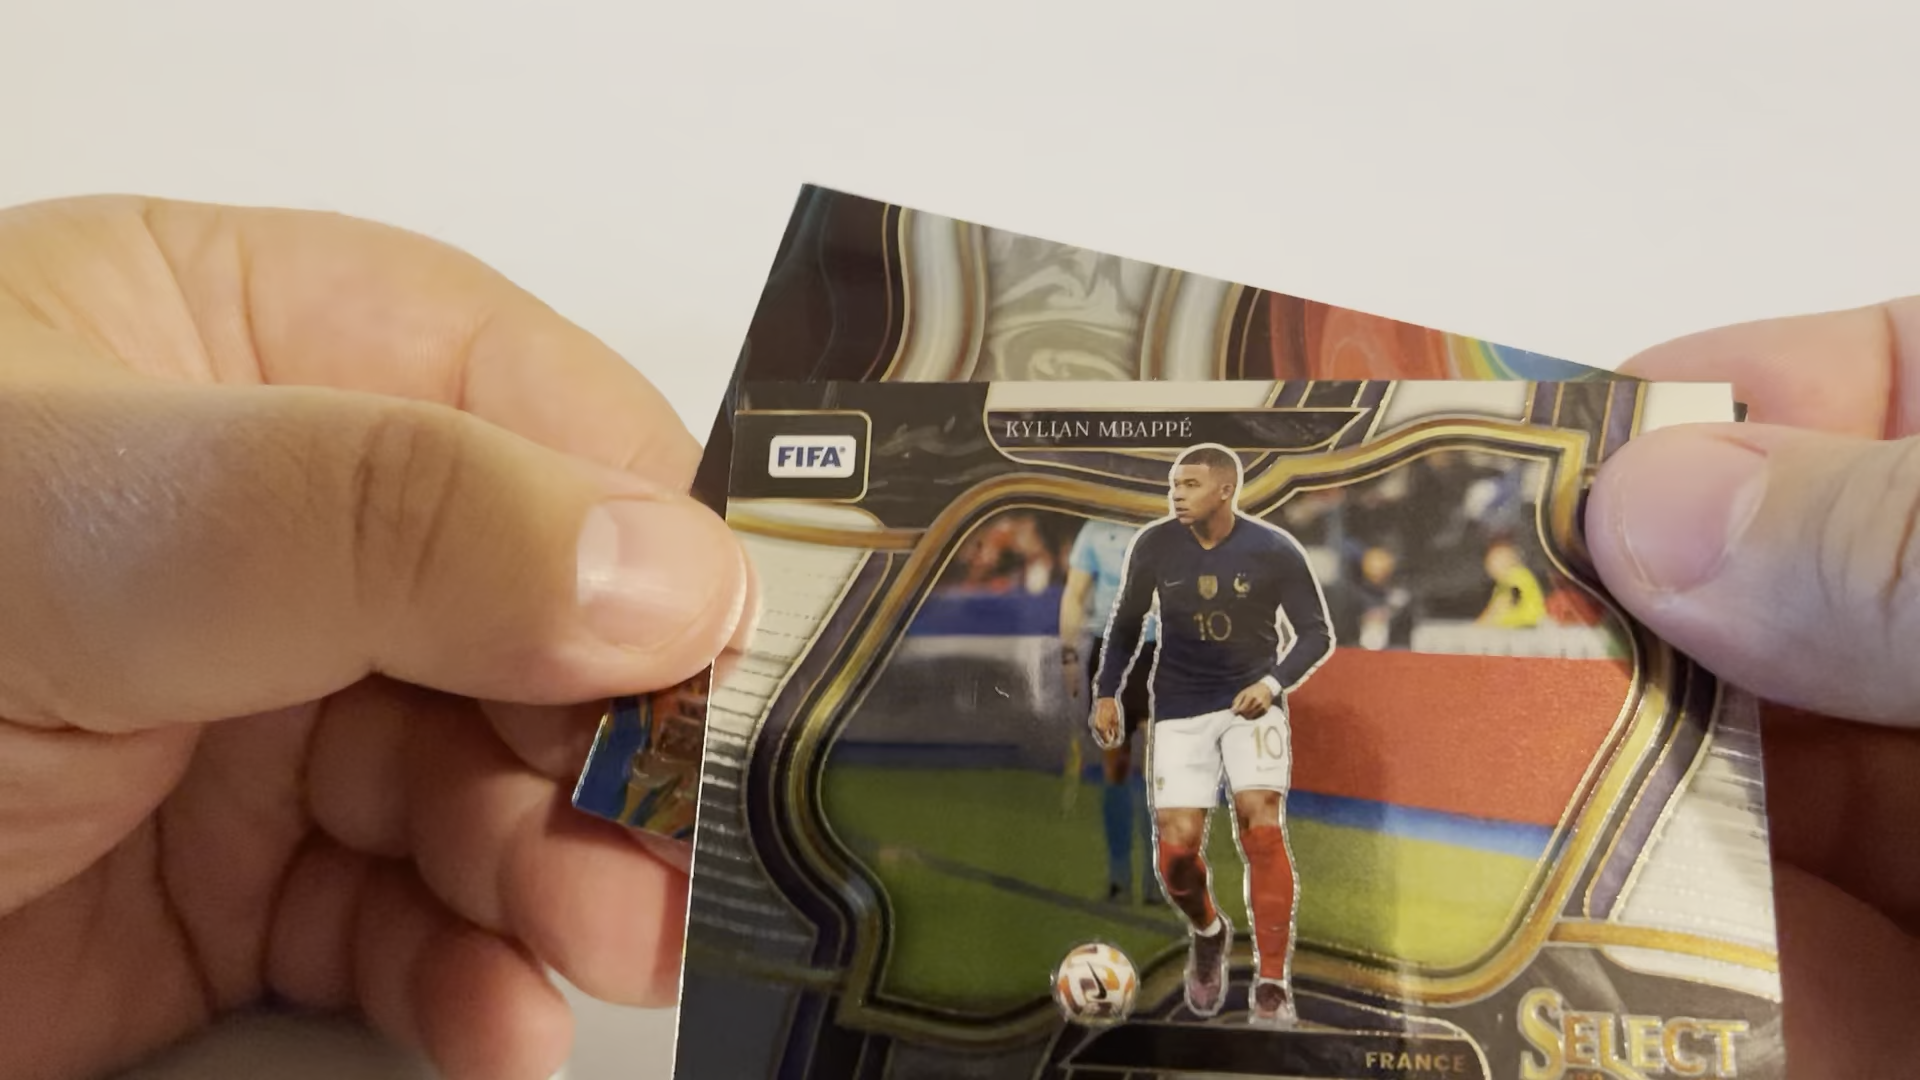 KYLIAN MBAPPÉ
FIFA®
10
10
FRANCE
SELECT